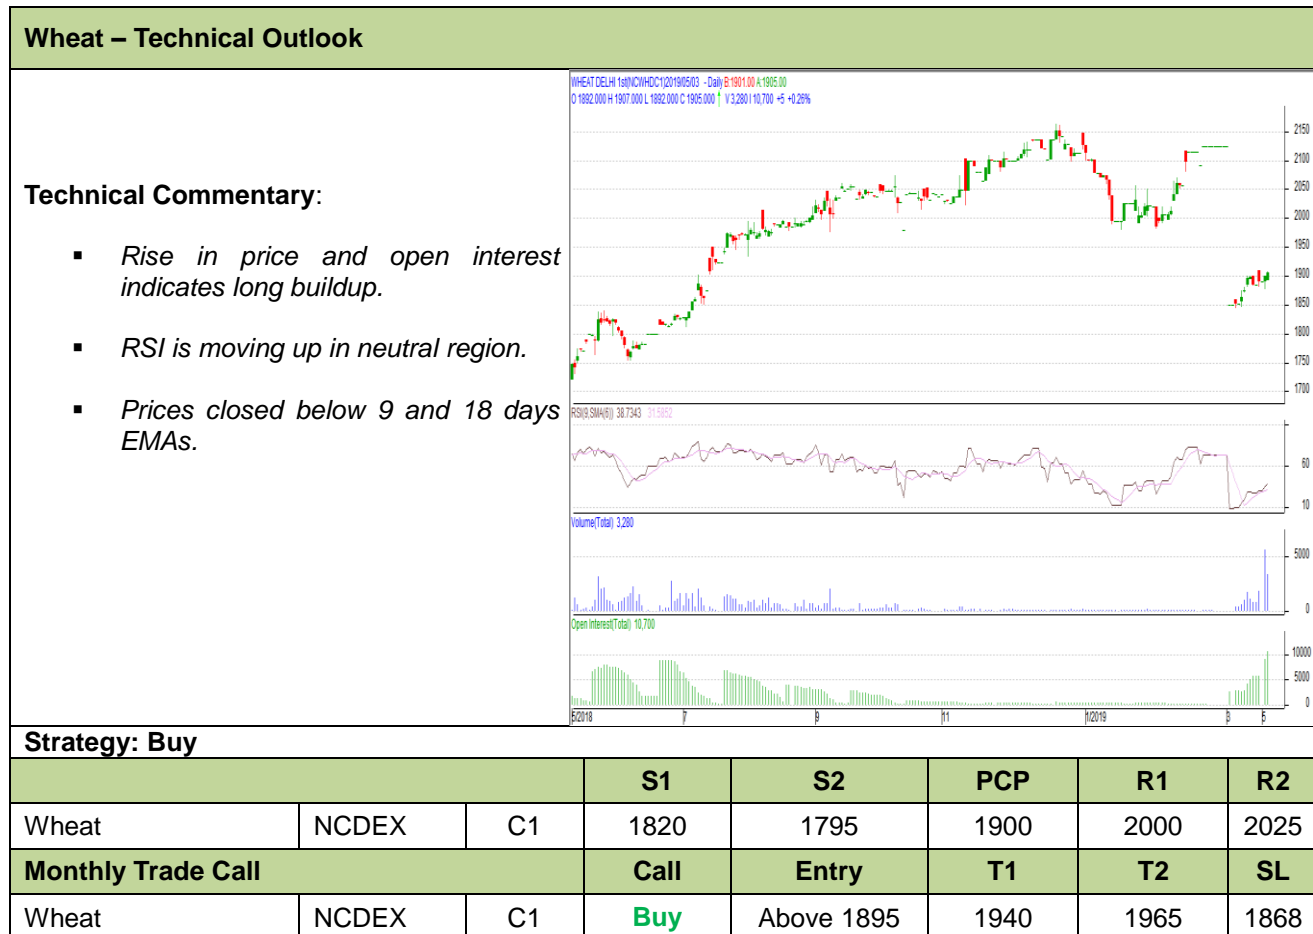 Wheat – Technical Outlook
WHEAT DELHI 1st(NCWHDC1)2019/05/03 - Daily B:1901.00 A:1905.00
O 1892.000 H 1907.000 L 1892.000 C 1905.000 ↑ V 3,280 I 10,700 +5 +0.26%
2150
2100
2050
2000
1950
1900
1850
1800
1750
1700
Technical Commentary:
▪ Rise in price and open interest
indicates long buildup.
▪ RSI is moving up in neutral region.
▪ Prices closed below 9 and 18 days
EMAs.
RSI(9,SMA(6)) 38.7343 31.5852
60
10
Volume(Total) 3,280
5000
0
Open Interest(Total) 10,700
10000
5000
0
5/2018 7 9 11 1/2019 3 5
Strategy: Buy
S1 S2 PCP R1 R2
Wheat NCDEX C1 1820 1795 1900 2000 2025
Monthly Trade Call Call Entry T1 T2 SL
Wheat NCDEX C1 Buy Above 1895 1940 1965 1868